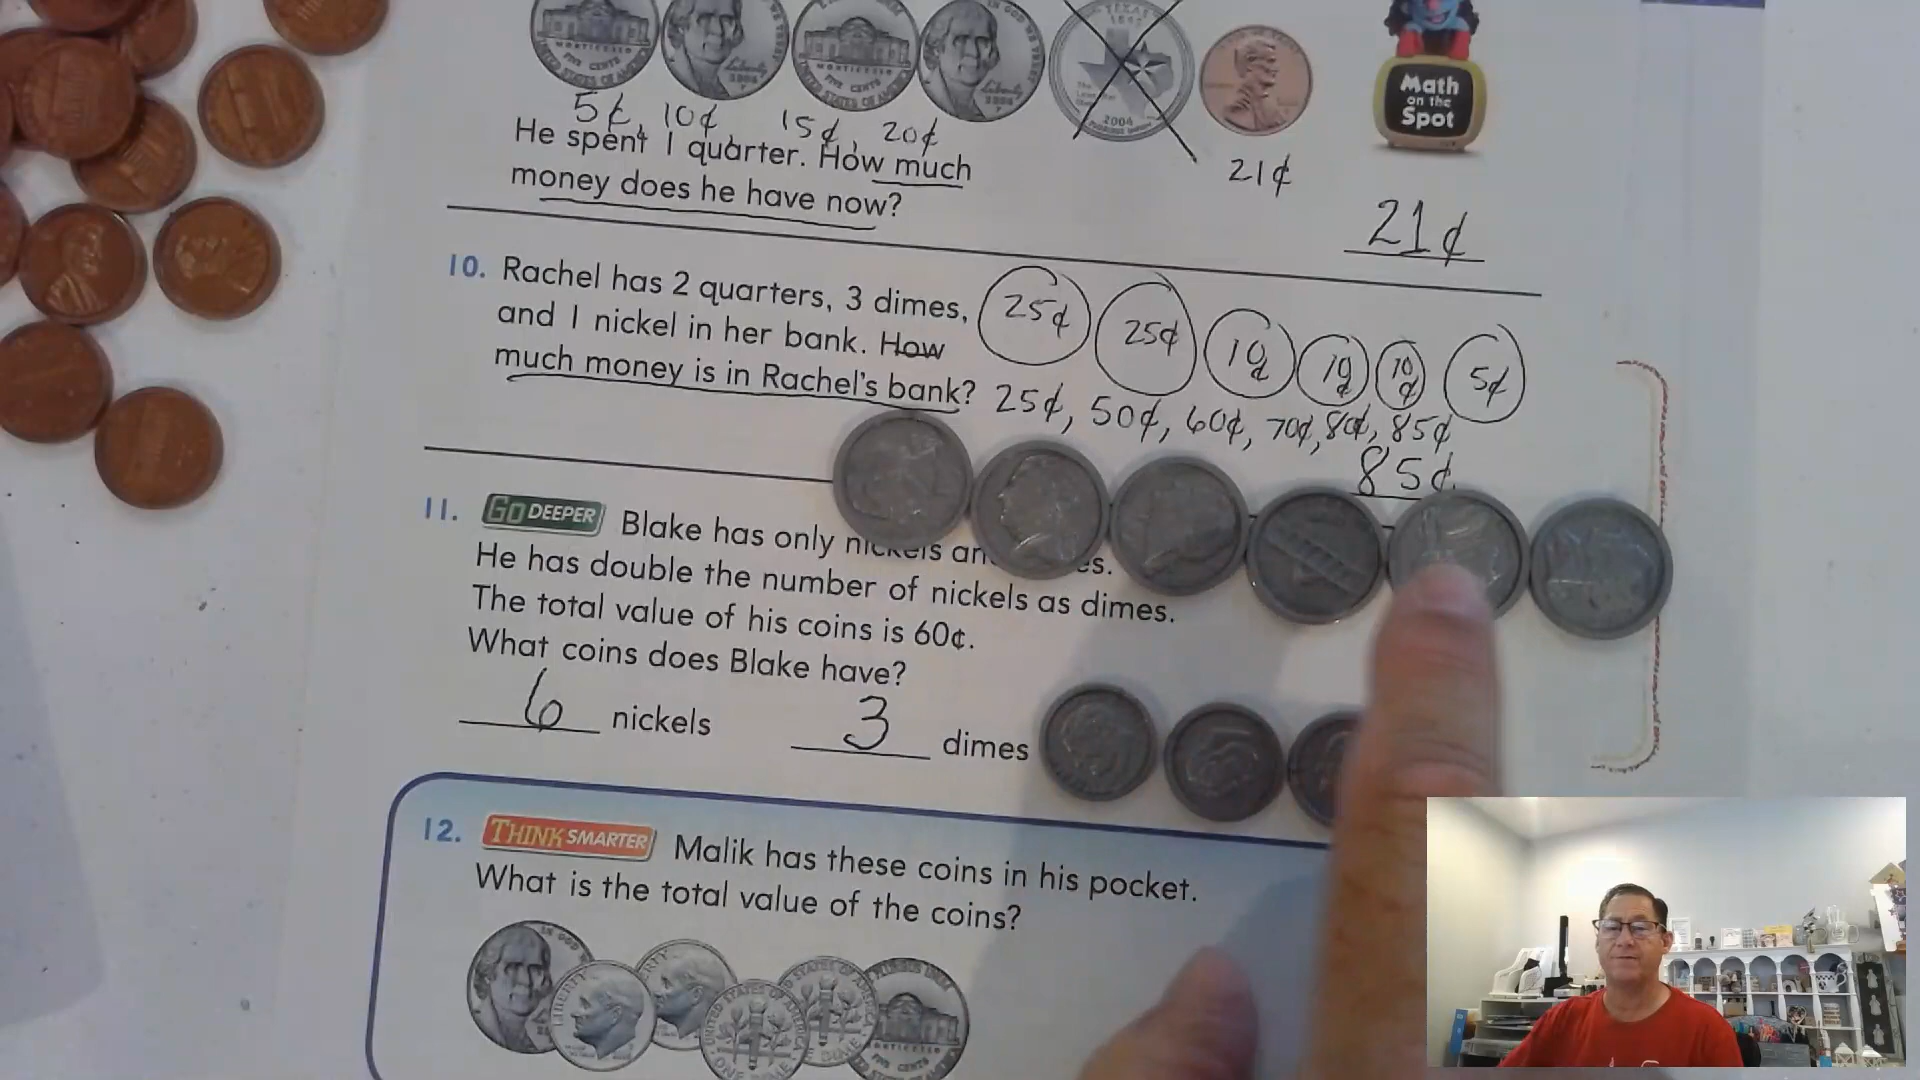 5¢, 10¢, 15¢, 20¢
He spent 1 quarter. How much
money does he have now?
21¢
21¢
Math
on the
Spot
2004
10. Rachel has 2 quarters, 3 dimes,
and 1 nickel in her bank. How
much money is in Rachel's bank?
25¢ 25¢ 10¢ 10¢ 10¢ 5¢
25¢, 50¢, 60¢, 70¢, 80¢, 85¢
85¢
11. GO DEEPER Blake has only nickels an es.
He has double the number of nickels as dimes.
The total value of his coins is 60¢.
What coins does Blake have?
6 nickels 3 dimes
12. THINK SMARTER Malik has these coins in his pocket.
What is the total value of the coins?